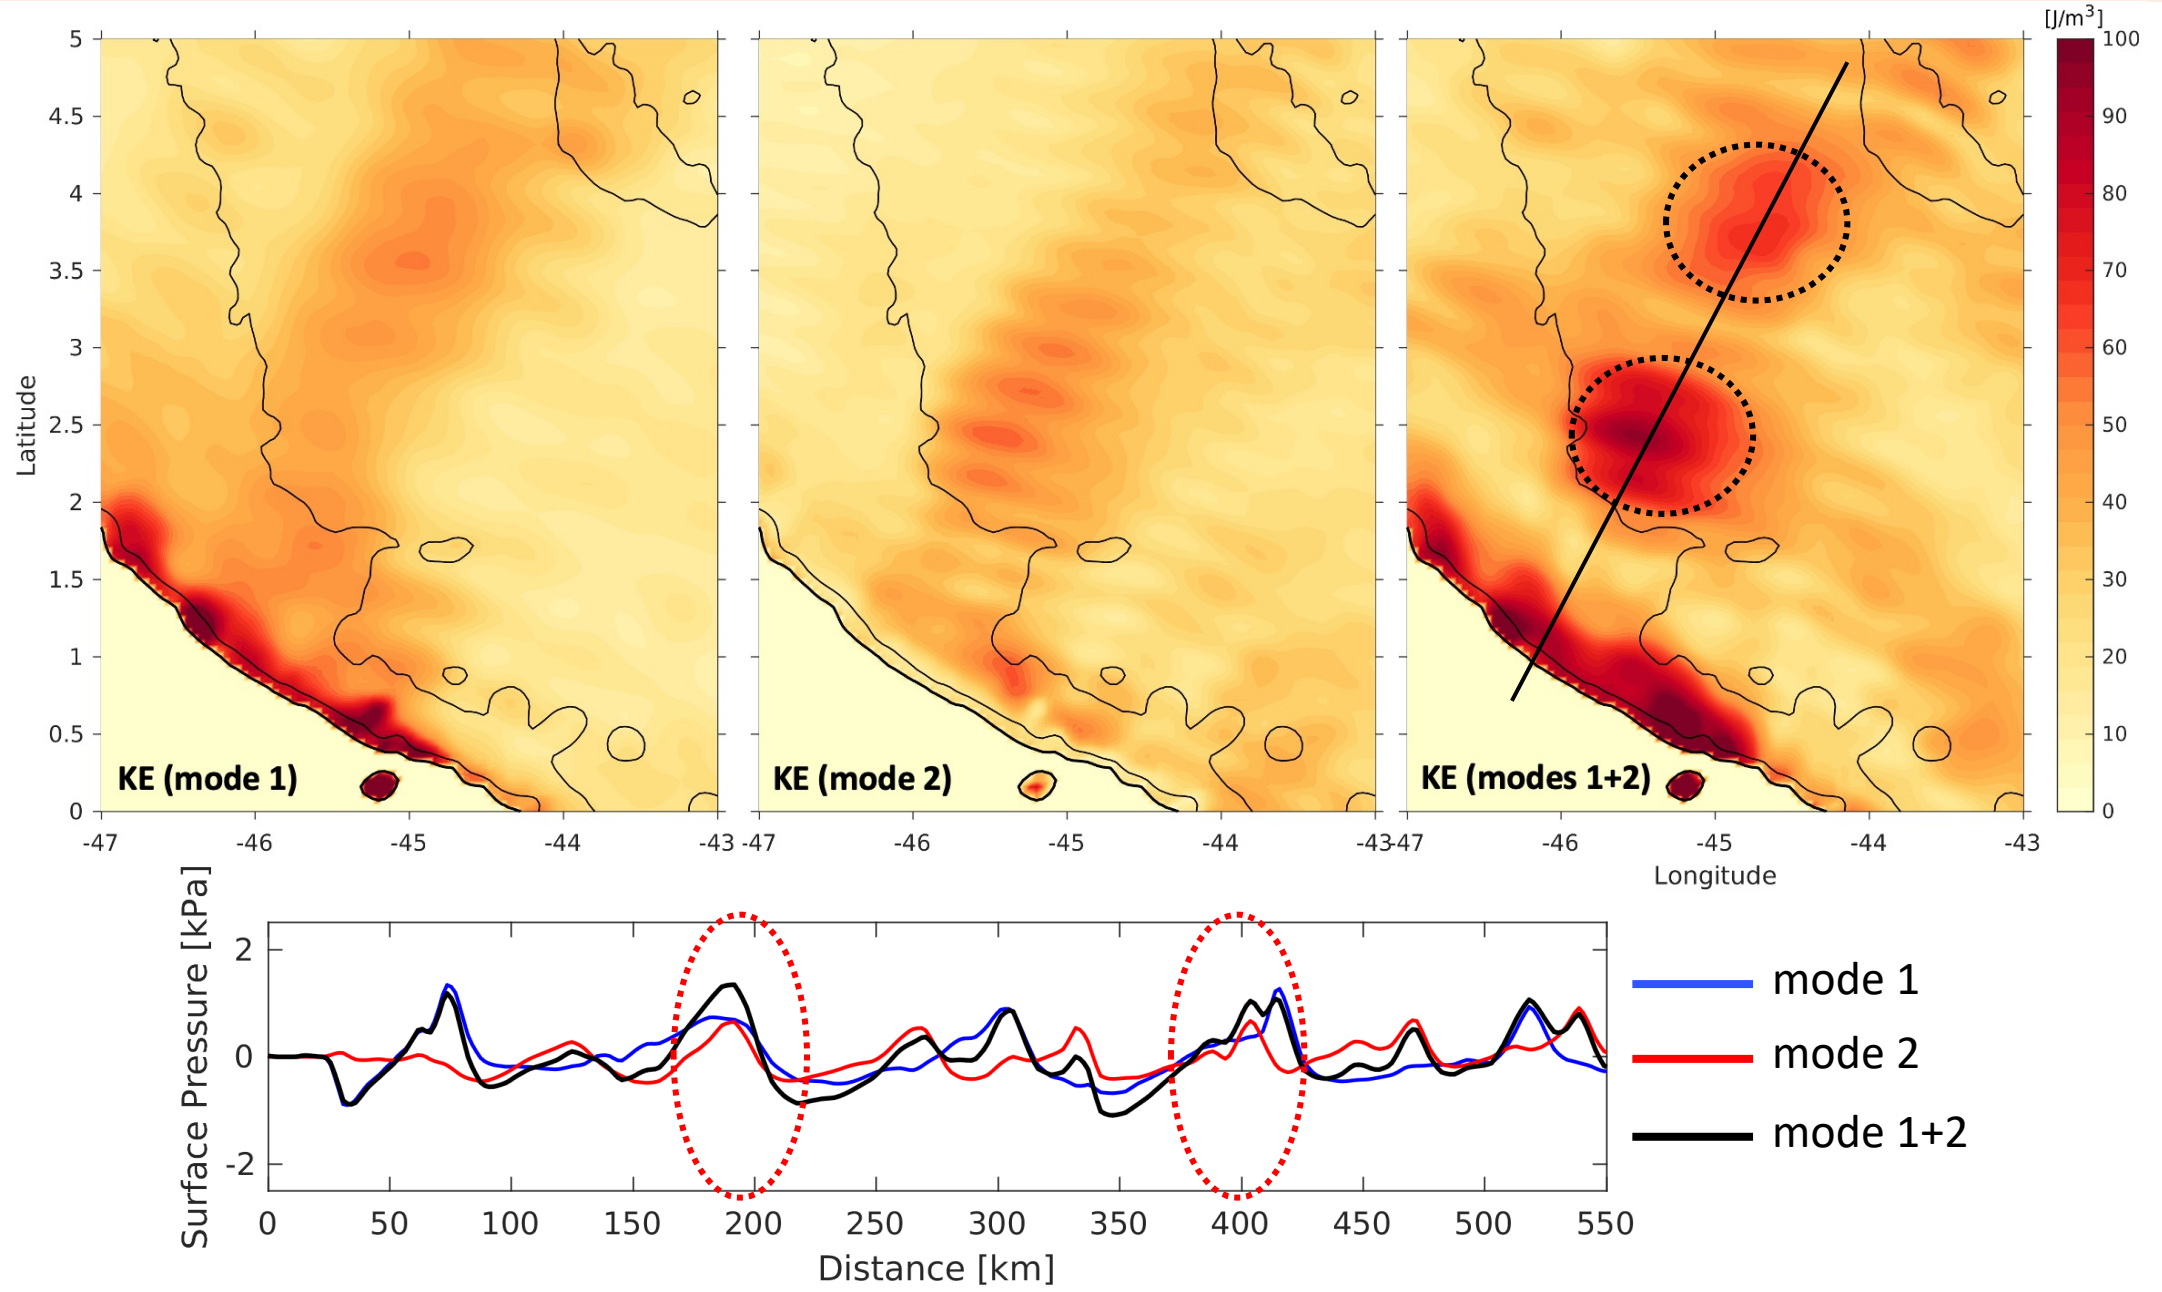 [J/m³]
5
4.5
4
3.5
3
2.5
2
1.5
1
0.5
0
Latitude
KE (mode 1)
KE (mode 2)
KE (modes 1+2)
-47 -46 -45 -44 -43
-47 -46 -45 -44 -43
-47 -46 -45 -44 -43
Longitude
100
90
80
70
60
50
40
30
20
10
0
Surface Pressure [kPa]
2
0
-2
0 50 100 150 200 250 300 350 400 450 500 550
Distance [km]
mode 1
mode 2
mode 1+2